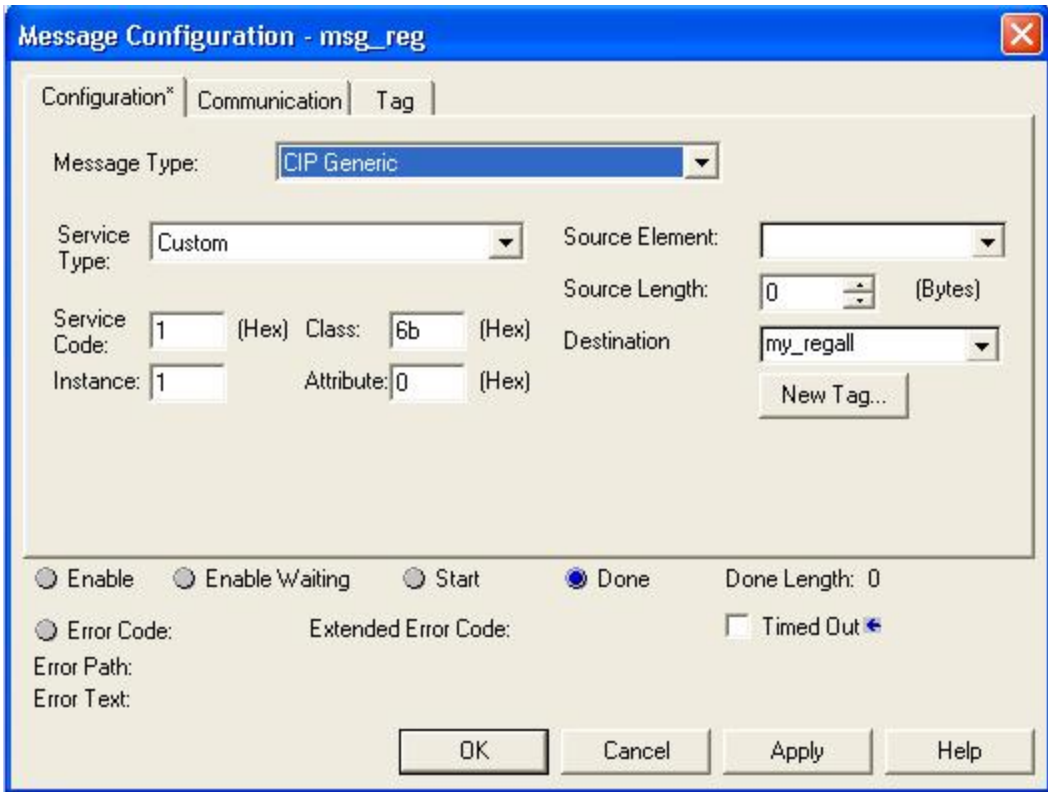 Message Configuration - msg_reg
Configuration* Communication Tag
Message Type: CIP Generic
Service Type: Custom
Source Element:
Source Length: 0 (Bytes)
Service Code: 1 (Hex) Class: 6b (Hex)
Destination my_regall
Instance: 1 Attribute: 0 (Hex)
New Tag...
Enable Enable Waiting Start Done Done Length: 0
Error Code: Extended Error Code: Timed Out
Error Path:
Error Text:
OK Cancel Apply Help